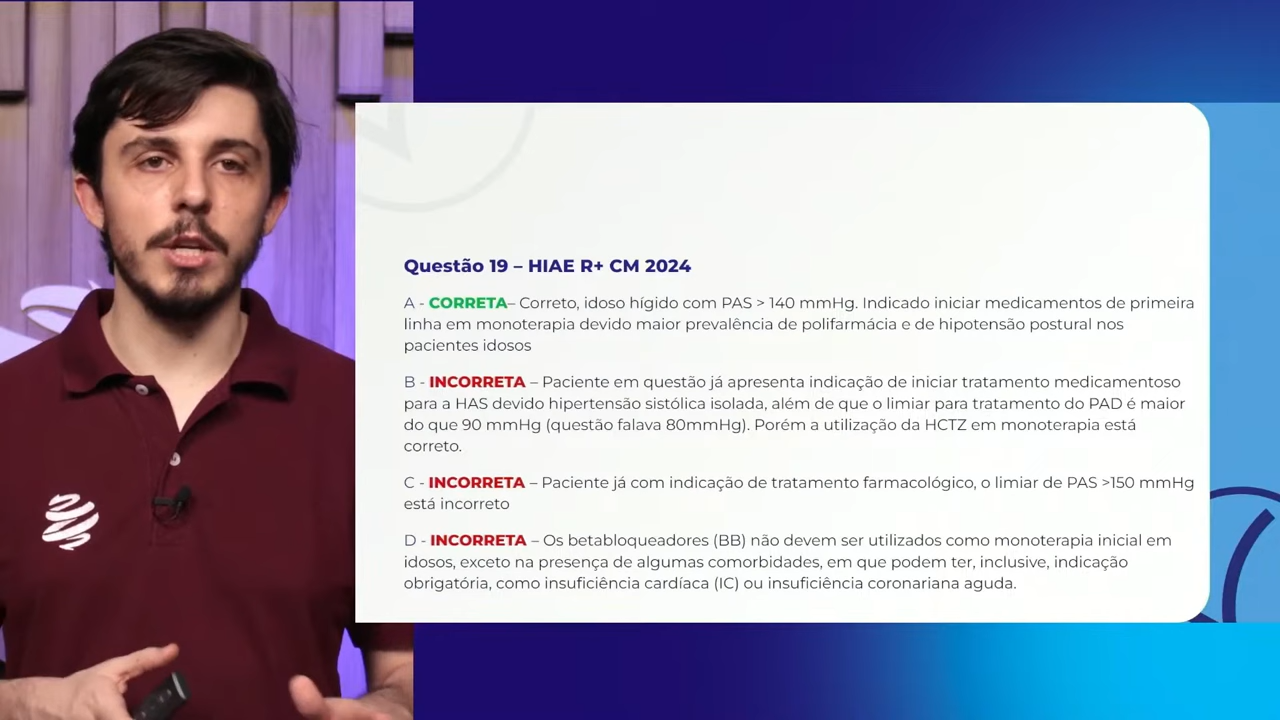 Questão 19 – HIAE R+ CM 2024
A - CORRETA– Correto, idoso hígido com PAS > 140 mmHg. Indicado iniciar medicamentos de primeira
linha em monoterapia devido maior prevalência de polifarmácia e de hipotensão postural nos
pacientes idosos
B - INCORRETA – Paciente em questão já apresenta indicação de iniciar tratamento medicamentoso
para a HAS devido hipertensão sistólica isolada, além de que o limiar para tratamento do PAD é maior
do que 90 mmHg (questão falava 80mmHg). Porém a utilização da HCTZ em monoterapia está
correto.
C - INCORRETA – Paciente já com indicação de tratamento farmacológico, o limiar de PAS >150 mmHg
está incorreto
D - INCORRETA – Os betabloqueadores (BB) não devem ser utilizados como monoterapia inicial em
idosos, exceto na presença de algumas comorbidades, em que podem ter, inclusive, indicação
obrigatória, como insuficiência cardíaca (IC) ou insuficiência coronariana aguda.